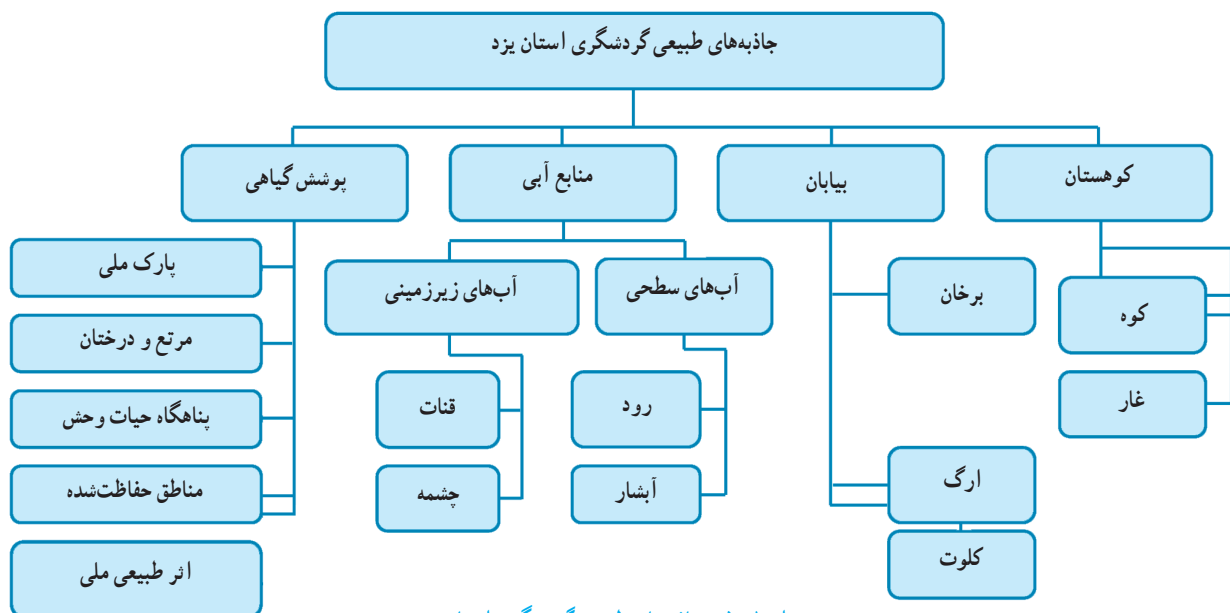 جاذبه‌های طبیعی گردشگری استان یزد
کوهستان
بیابان
منابع آبی
پوشش گیاهی
کوه
غار
برخان
ارگ
کلوت
آب‌های سطحی
رود
آبشار
آب‌های زیرزمینی
قنات
چشمه
پارک ملی
مرتع و درختان
پناهگاه حیات وحش
مناطق حفاظت‌شده
اثر طبیعی ملی